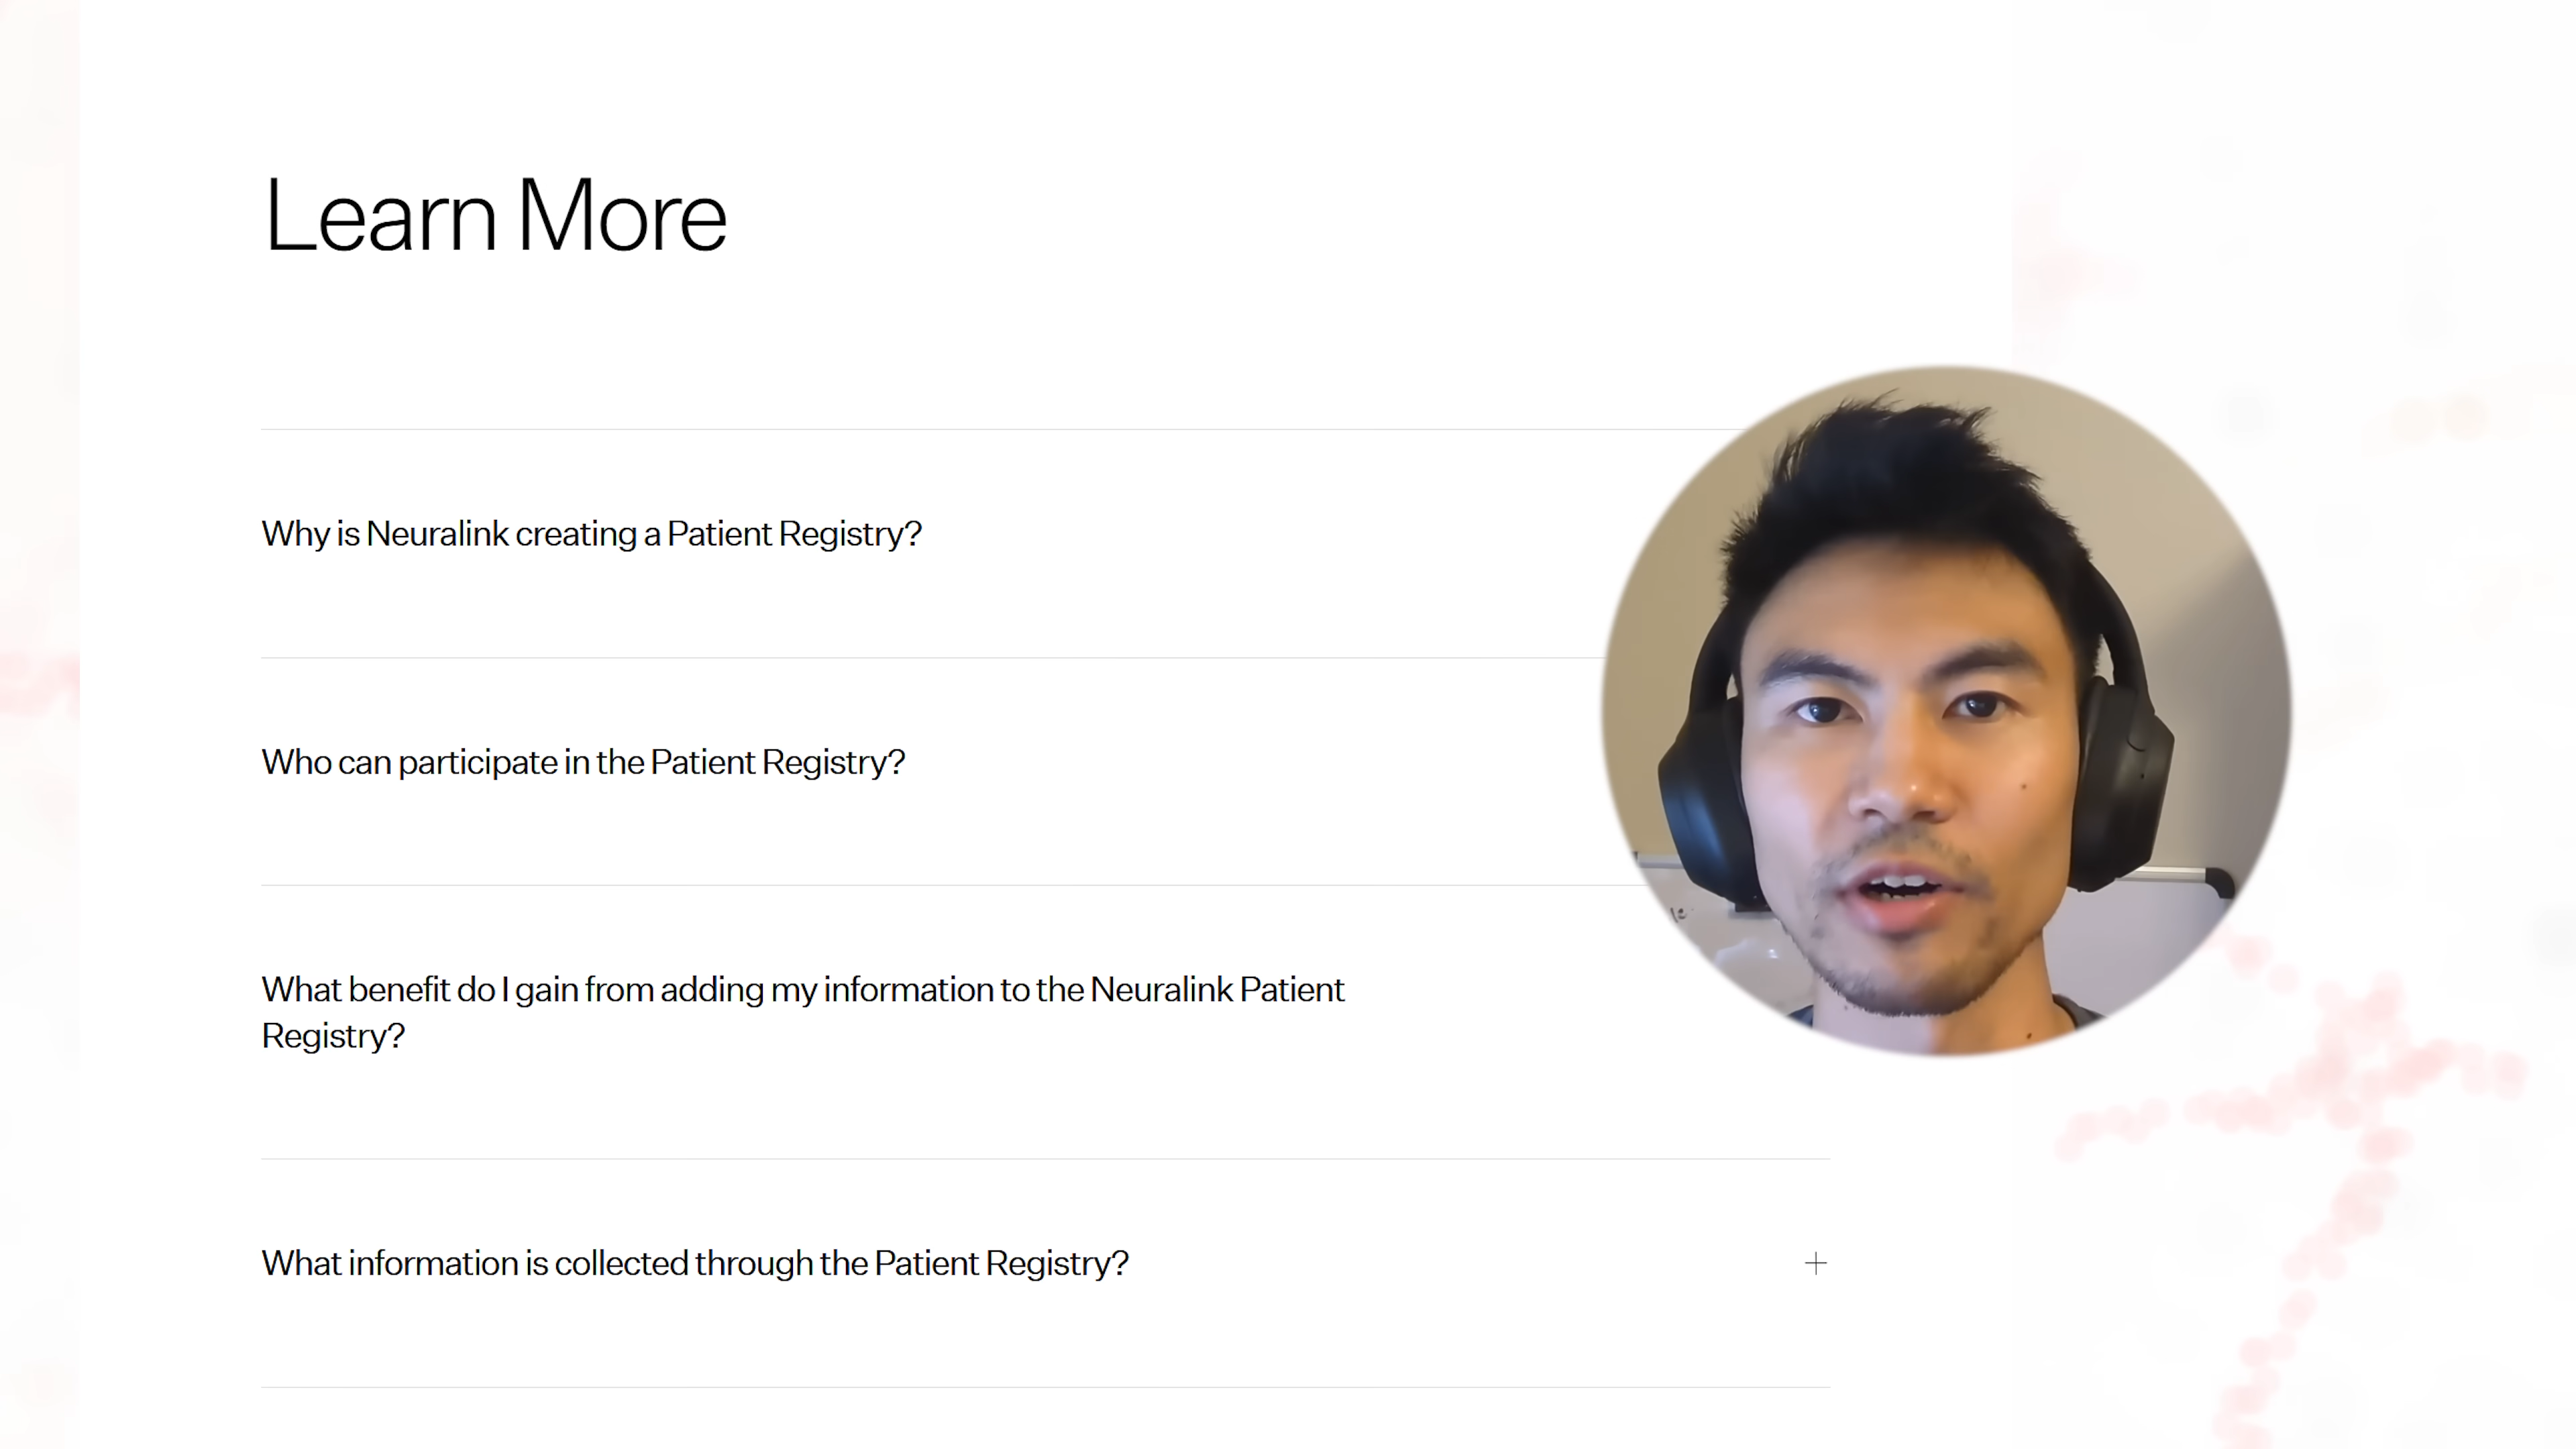 Learn More
Why is Neuralink creating a Patient Registry?
Who can participate in the Patient Registry?
What benefit do I gain from adding my information to the Neuralink Patient
Registry?
What information is collected through the Patient Registry?